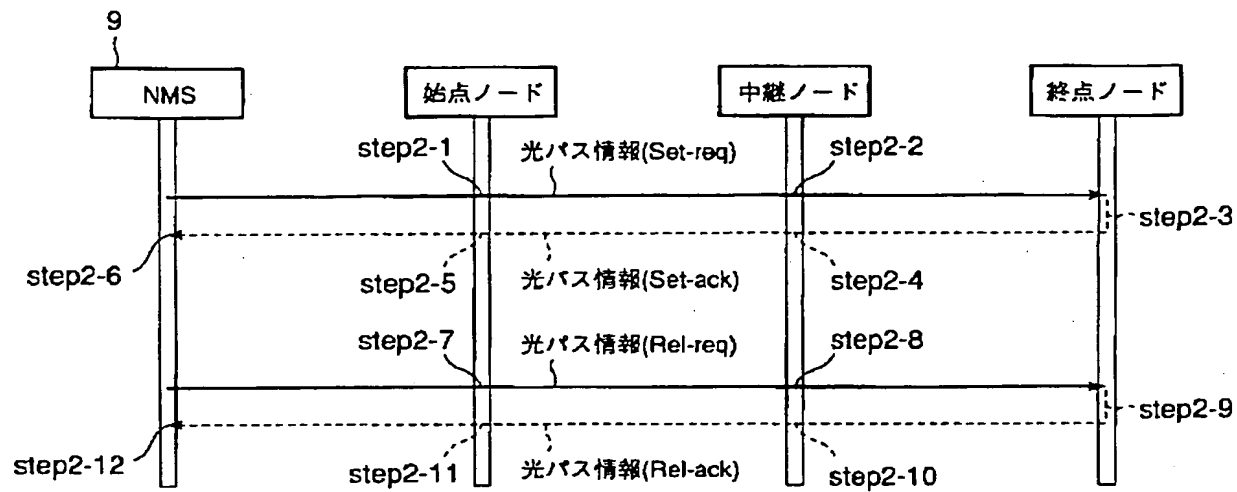 9
NMS
始点ノード
中継ノード
終点ノード
step2-1
光パス情報(Set-req)
step2-2
step2-3
step2-6
step2-5
光パス情報(Set-ack)
step2-4
step2-7
光パス情報(Rel-req)
step2-8
step2-9
step2-12
step2-11
光パス情報(Rel-ack)
step2-10